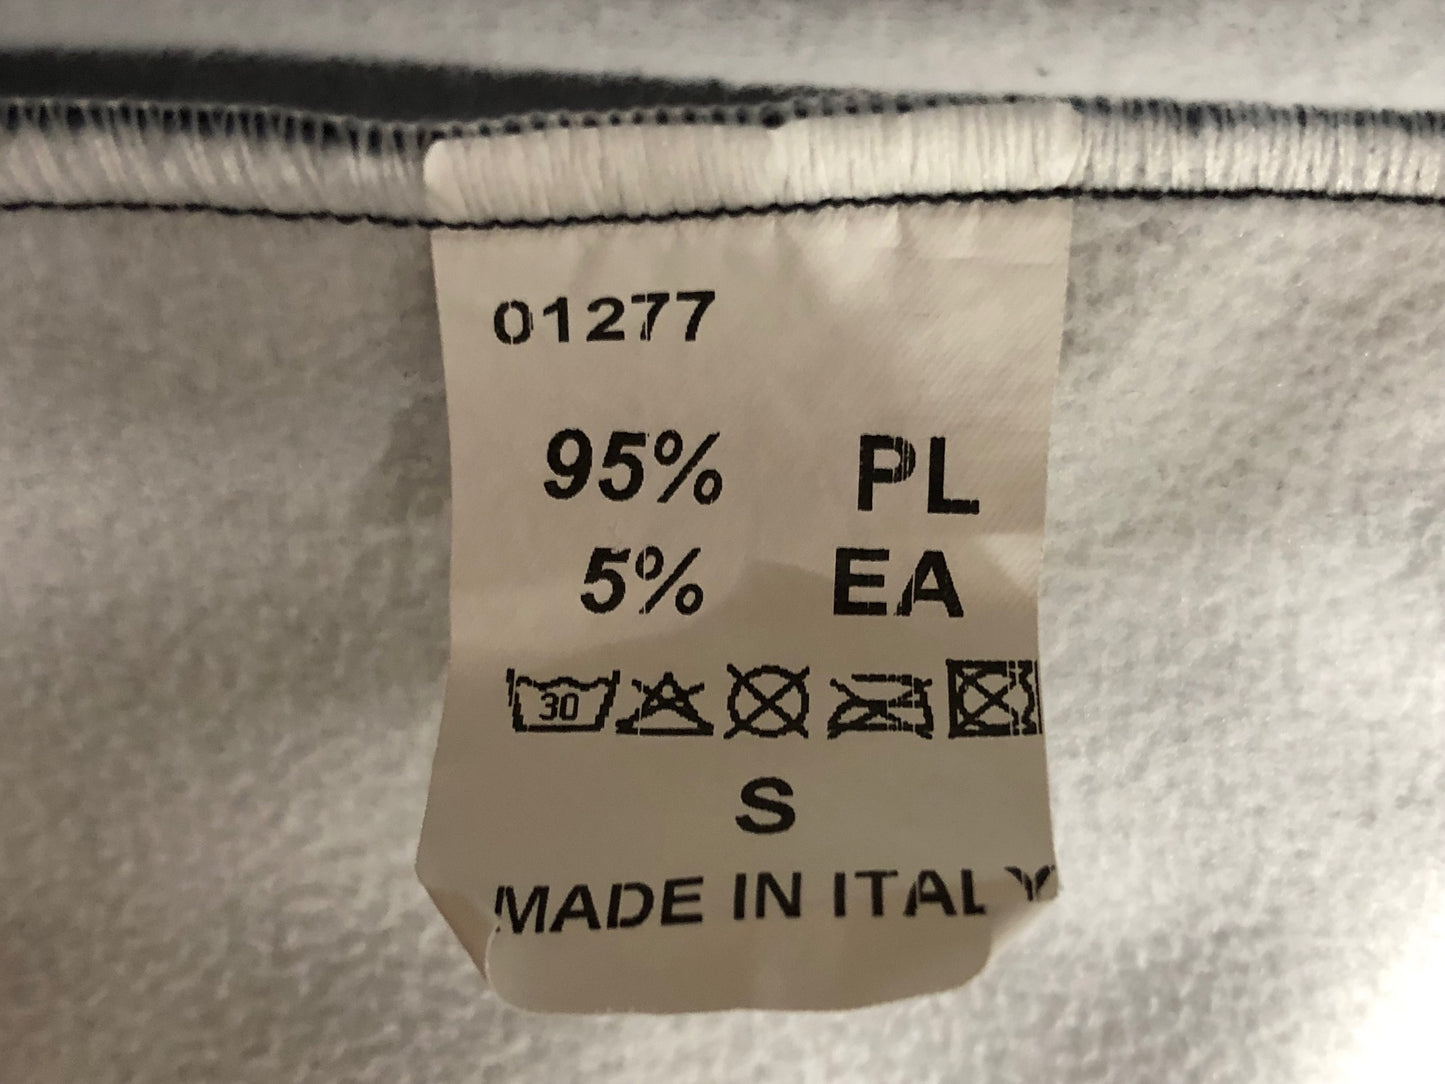 01277
95% PL
5% EA
30
S
MADE IN ITALY